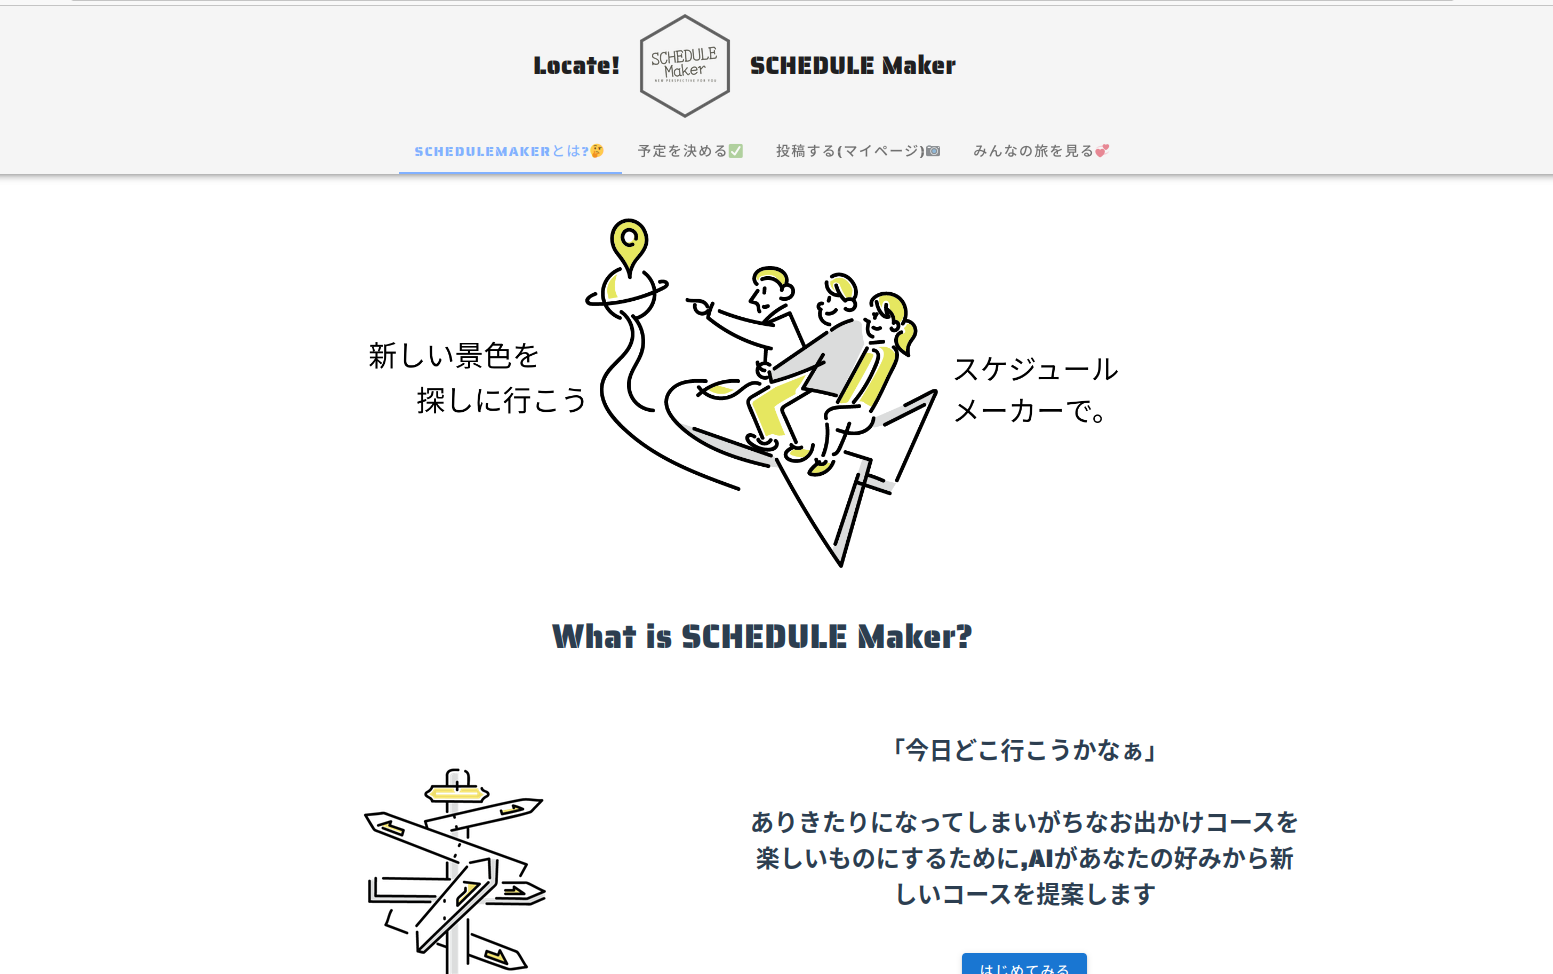 Locate!
SCHEDULE
Maker
NEW PERSPECTIVE FOR YOU
SCHEDULE Maker
SCHEDULEMAKERとは?🤔
予定を決める✅
投稿する(マイページ)📷
みんなの旅を見る💞
新しい景色を
探しに行こう
スケジュール
メーカーで。
What is SCHEDULE Maker?
「今日どこ行こうかなぁ」
ありきたりになってしまいがちなお出かけコースを
楽しいものにするために,AIがあなたの好みから新
しいコースを提案します
はじめてみる